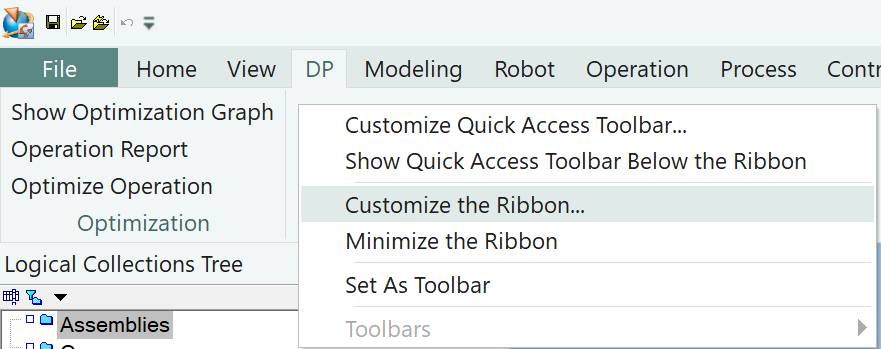 File Home View DP Modeling Robot Operation Process Contr
Show Optimization Graph
Operation Report
Optimize Operation
Optimization
Customize Quick Access Toolbar...
Show Quick Access Toolbar Below the Ribbon
Customize the Ribbon...
Minimize the Ribbon
Set As Toolbar
Toolbars
Logical Collections Tree
Assemblies